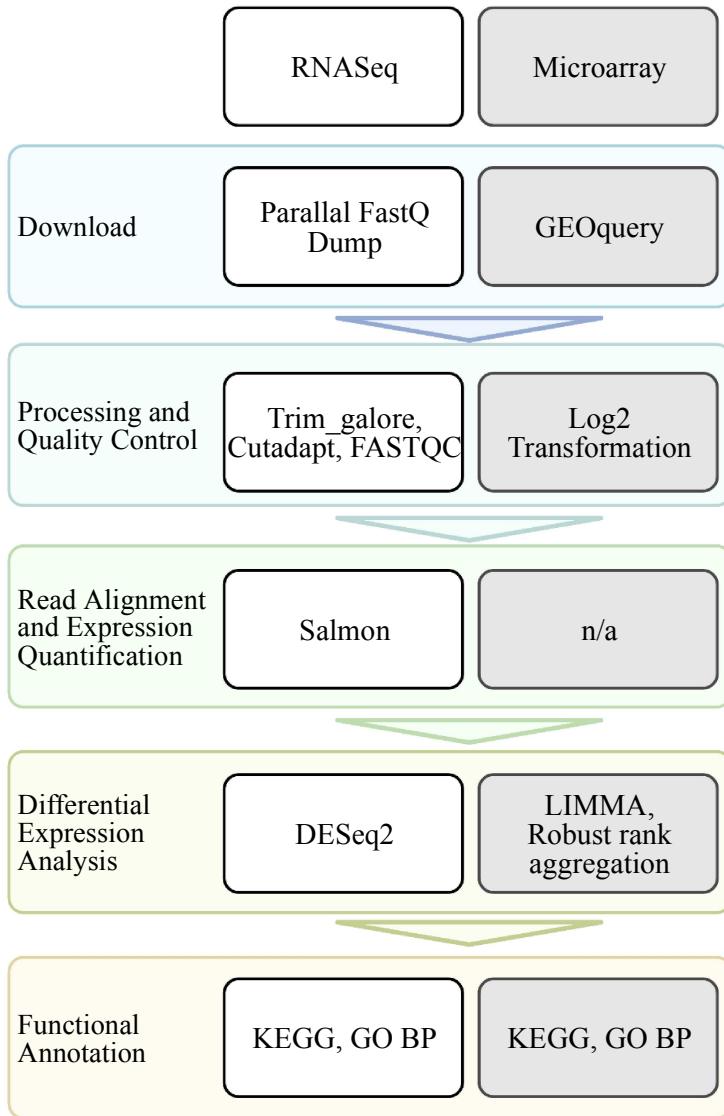 RNASeq
Microarray
Download
Parallal FastQ
Dump
GEOquery
Processing and
Quality Control
Trim_galore,
Cutadapt, FASTQC
Log2
Transformation
Read Alignment
and Expression
Quantification
Salmon
n/a
Differential
Expression
Analysis
DESeq2
LIMMA,
Robust rank
aggregation
Functional
Annotation
KEGG, GO BP
KEGG, GO BP